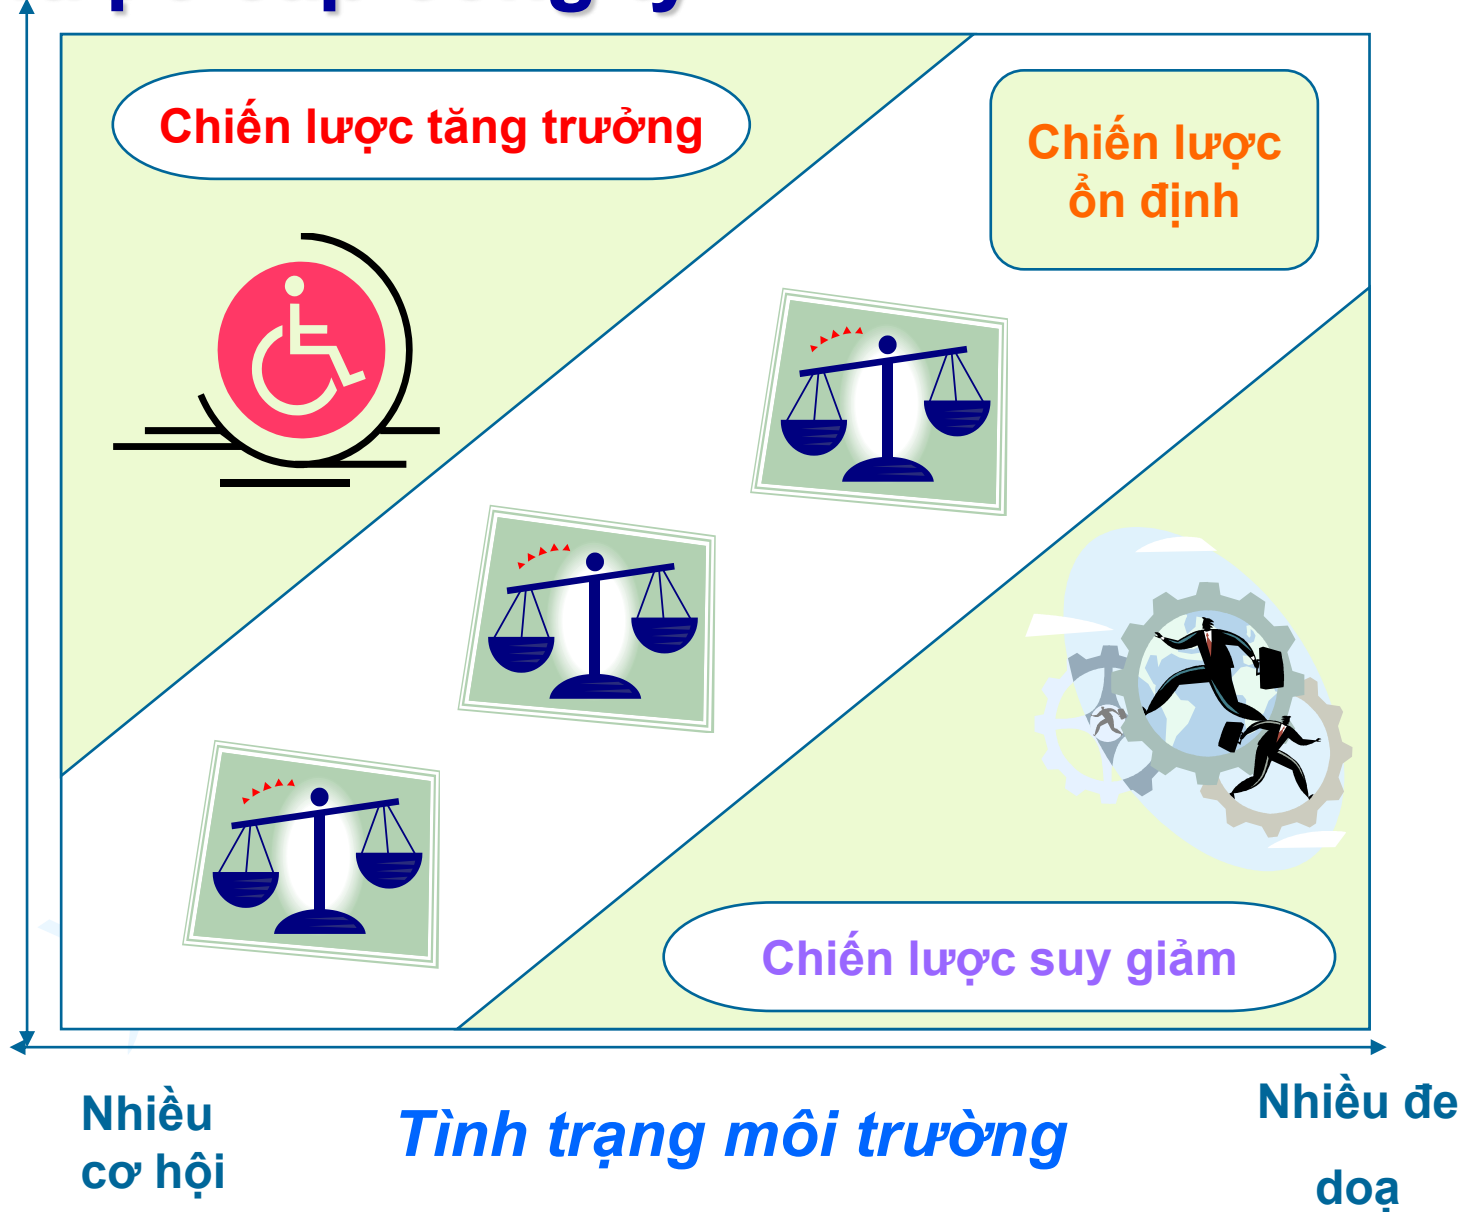 Chiến lược tăng trưởng
Chiến lược
ổn định
Chiến lược suy giảm
Nhiều
cơ hội
Tình trạng môi trường
Nhiều đe
doạ